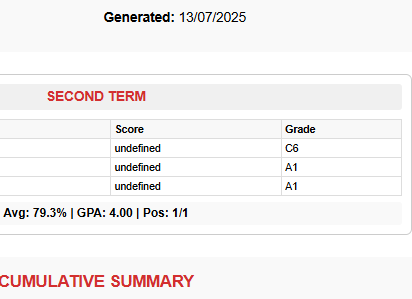 Generated: 13/07/2025
SECOND TERM
Score Grade
undefined C6
undefined A1
undefined A1
Avg: 79.3% | GPA: 4.00 | Pos: 1/1
CUMULATIVE SUMMARY